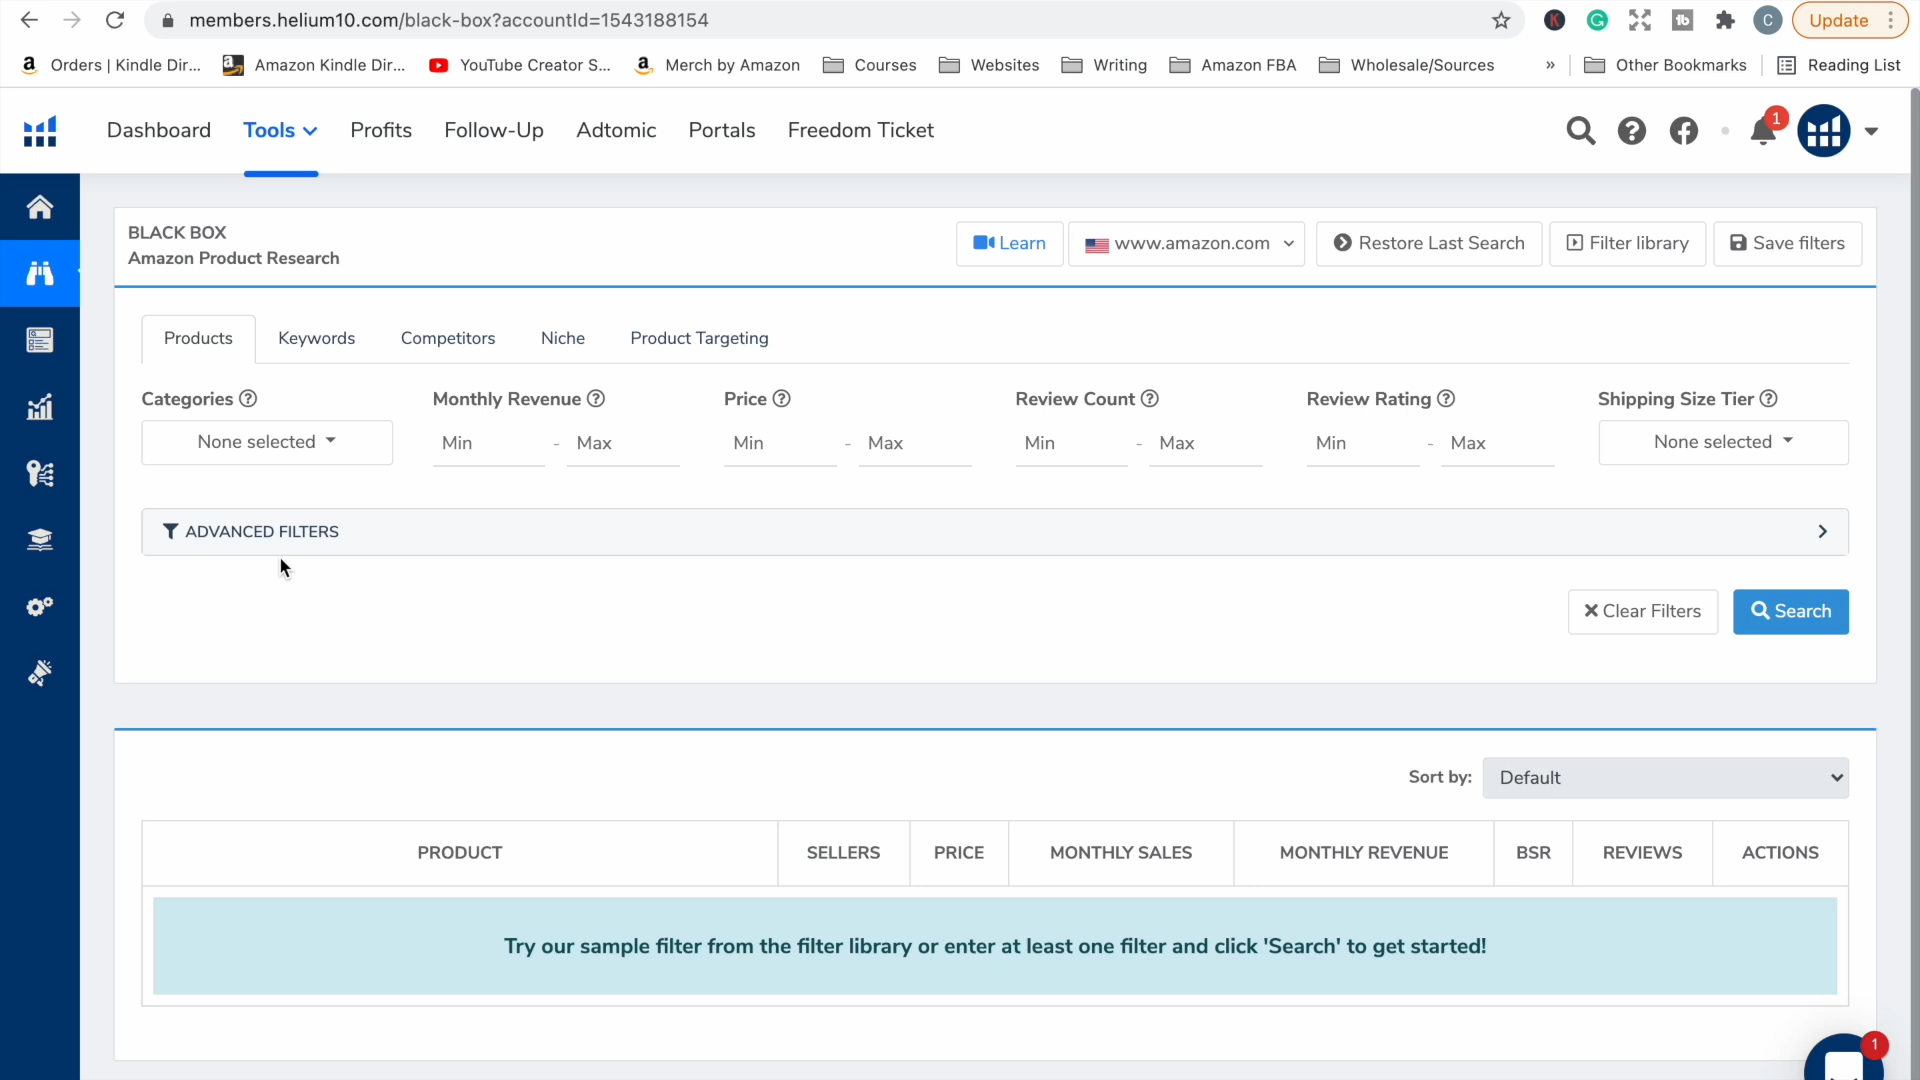 members.helium10.com/black-box?accountId=1543188154
K
G
tb
C
Update
Orders | Kindle Dir...
Amazon Kindle Dir...
YouTube Creator S...
Merch by Amazon
Courses
Websites
Writing
Amazon FBA
Wholesale/Sources
»
Other Bookmarks
Reading List
Dashboard
Tools
Profits
Follow-Up
Adtomic
Portals
Freedom Ticket
1
BLACK BOX
Amazon Product Research
Learn
www.amazon.com
Restore Last Search
Filter library
Save filters
Products
Keywords
Competitors
Niche
Product Targeting
Categories
Monthly Revenue
Price
Review Count
Review Rating
Shipping Size Tier
None selected
Min - Max
Min - Max
Min - Max
Min - Max
None selected
ADVANCED FILTERS
Clear Filters
Search
Sort by:
Default
PRODUCT
SELLERS
PRICE
MONTHLY SALES
MONTHLY REVENUE
BSR
REVIEWS
ACTIONS
Try our sample filter from the filter library or enter at least one filter and click 'Search' to get started!
1